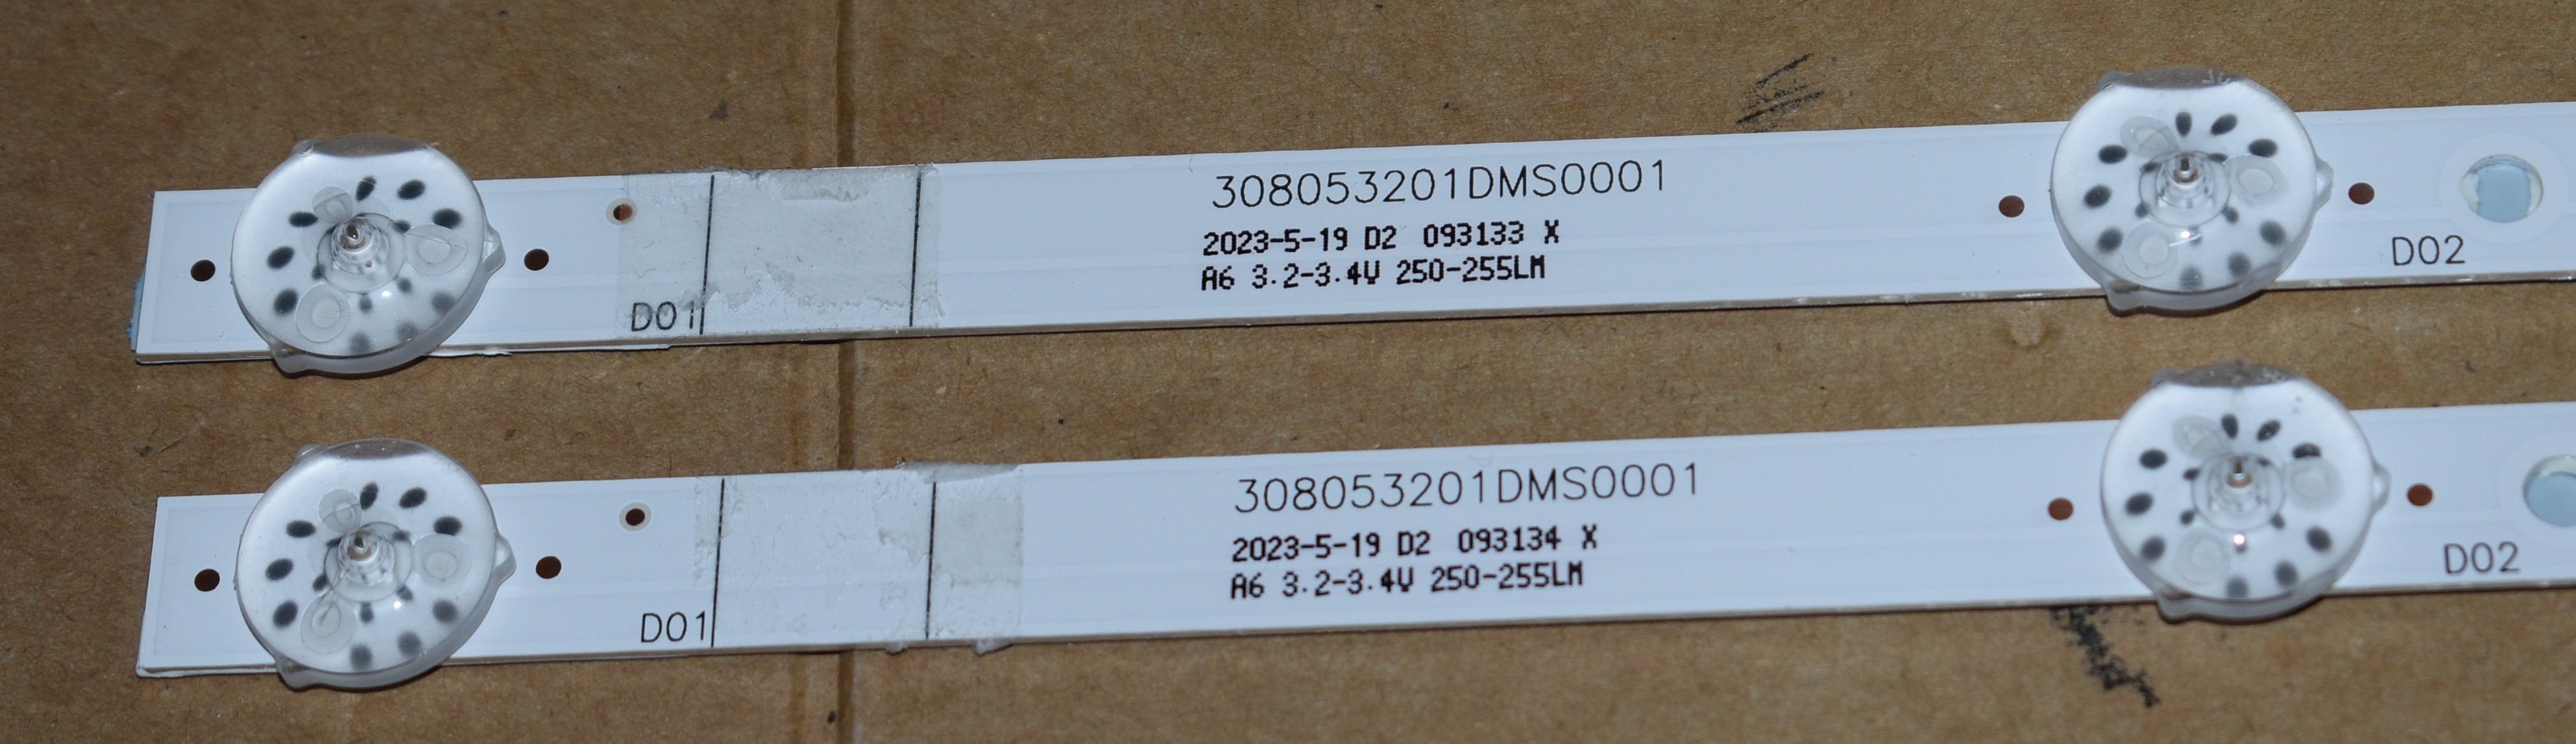 308053201DMS0001
2023-5-19 D2 093133 X
A6 3.2-3.4V 250-255LM
D01
D02
308053201DMS0001
2023-5-19 D2 093134 X
A6 3.2-3.4V 250-255LM
D01
D02